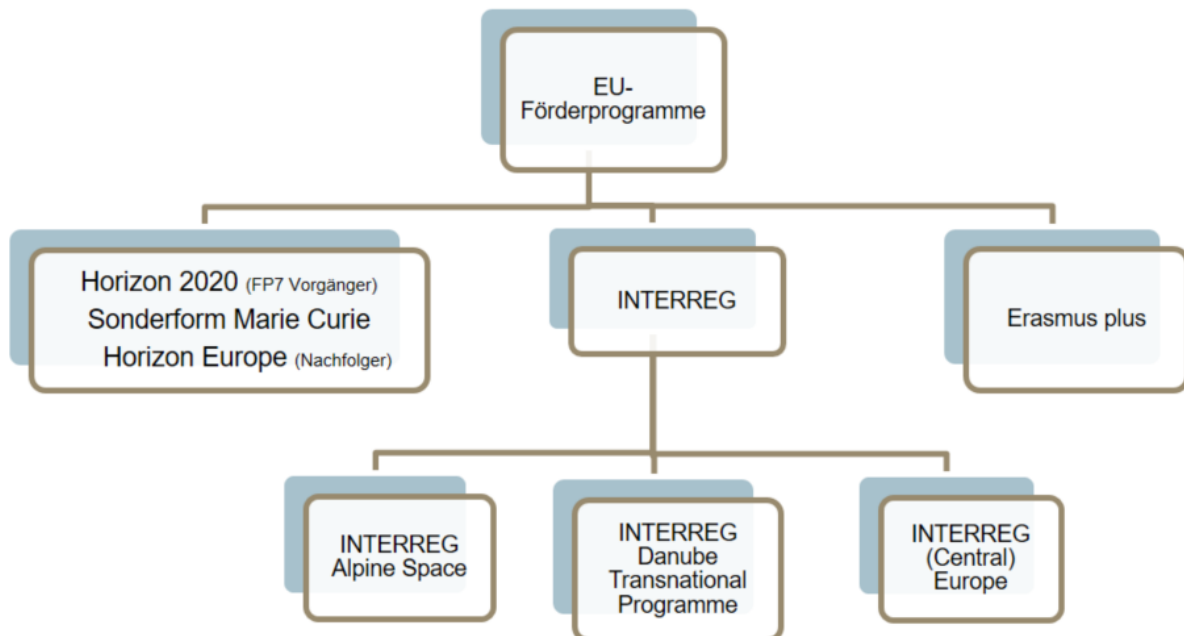 EU-
Förderprogramme
Horizon 2020 (FP7 Vorgänger)
Sonderform Marie Curie
Horizon Europe (Nachfolger)
INTERREG
Erasmus plus
INTERREG
Alpine Space
INTERREG
Danube
Transnational
Programme
INTERREG
(Central)
Europe